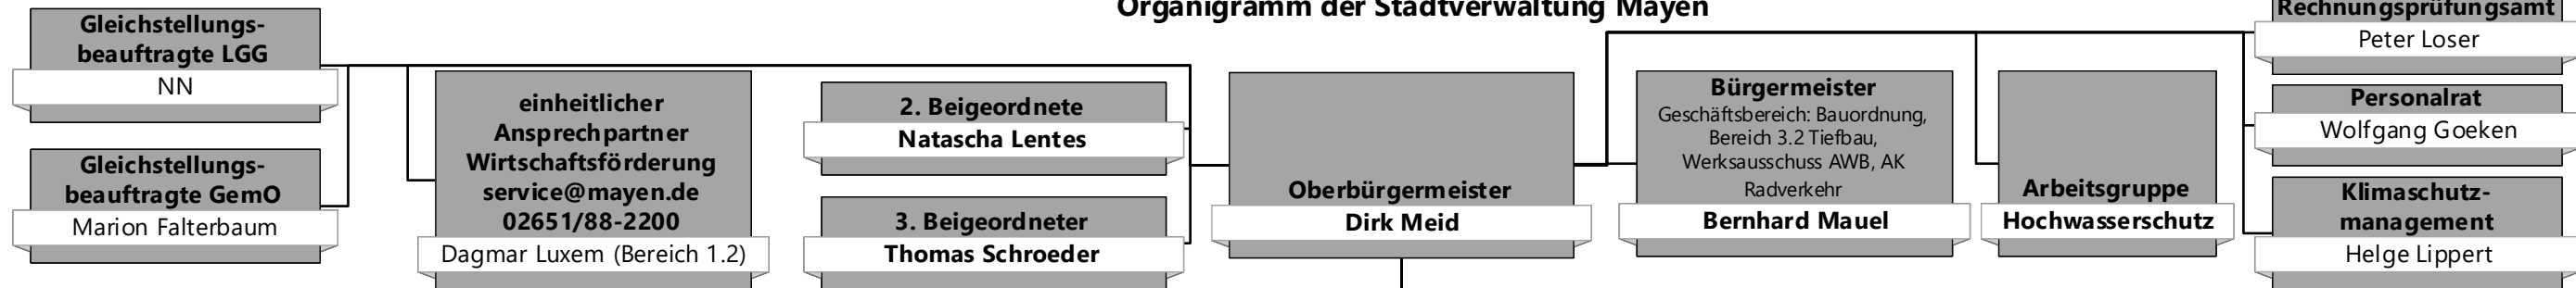 Organigramm der Stadtverwaltung Mayen
Gleichstellungs-
beauftragte LGG
NN
Gleichstellungs-
beauftragte GemO
Marion Falterbaum
einheitlicher
Ansprechpartner
Wirtschaftsförderung
service@mayen.de
02651/88-2200
Dagmar Luxem (Bereich 1.2)
2. Beigeordnete
Natascha Lentes
3. Beigeordneter
Thomas Schroeder
Oberbürgermeister
Dirk Meid
Bürgermeister
Geschäftsbereich: Bauordnung,
Bereich 3.2 Tiefbau,
Werksausschuss AWB, AK
Radverkehr
Bernhard Mauel
Arbeitsgruppe
Hochwasserschutz
Rechnungsprüfungsamt
Peter Loser
Personalrat
Wolfgang Goeken
Klimaschutz-
management
Helge Lippert